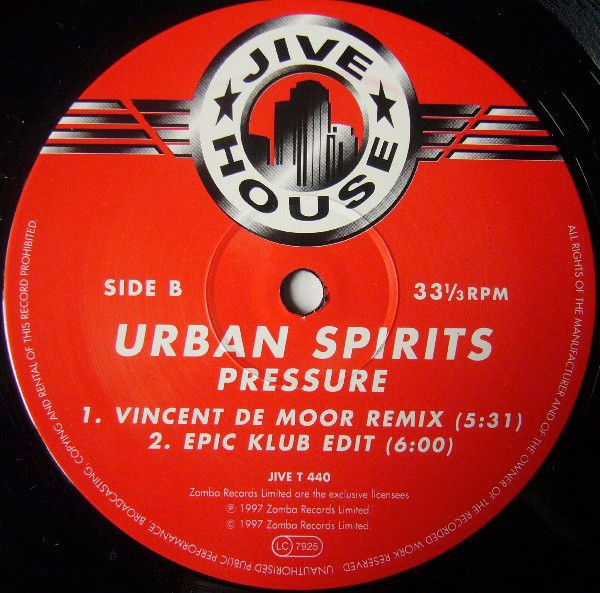 JIVE
HOUSE
SIDE B
33⅓ RPM
URBAN SPIRITS
PRESSURE
1. VINCENT DE MOOR REMIX (5:31)
2. EPIC KLUB EDIT (6:00)
JIVE T 440
Zomba Records Limited are the exclusive licensees
℗ 1997 Zomba Records Limited.
© 1997 Zomba Records Limited.
LC 7925
ALL RIGHTS OF THE MANUFACTURER AND OF THE OWNER OF THE RECORDED WORK RESERVED. UNAUTHORISED PUBLIC PERFORMANCE, BROADCASTING, COPYING AND RENTAL OF THIS RECORD PROHIBITED.